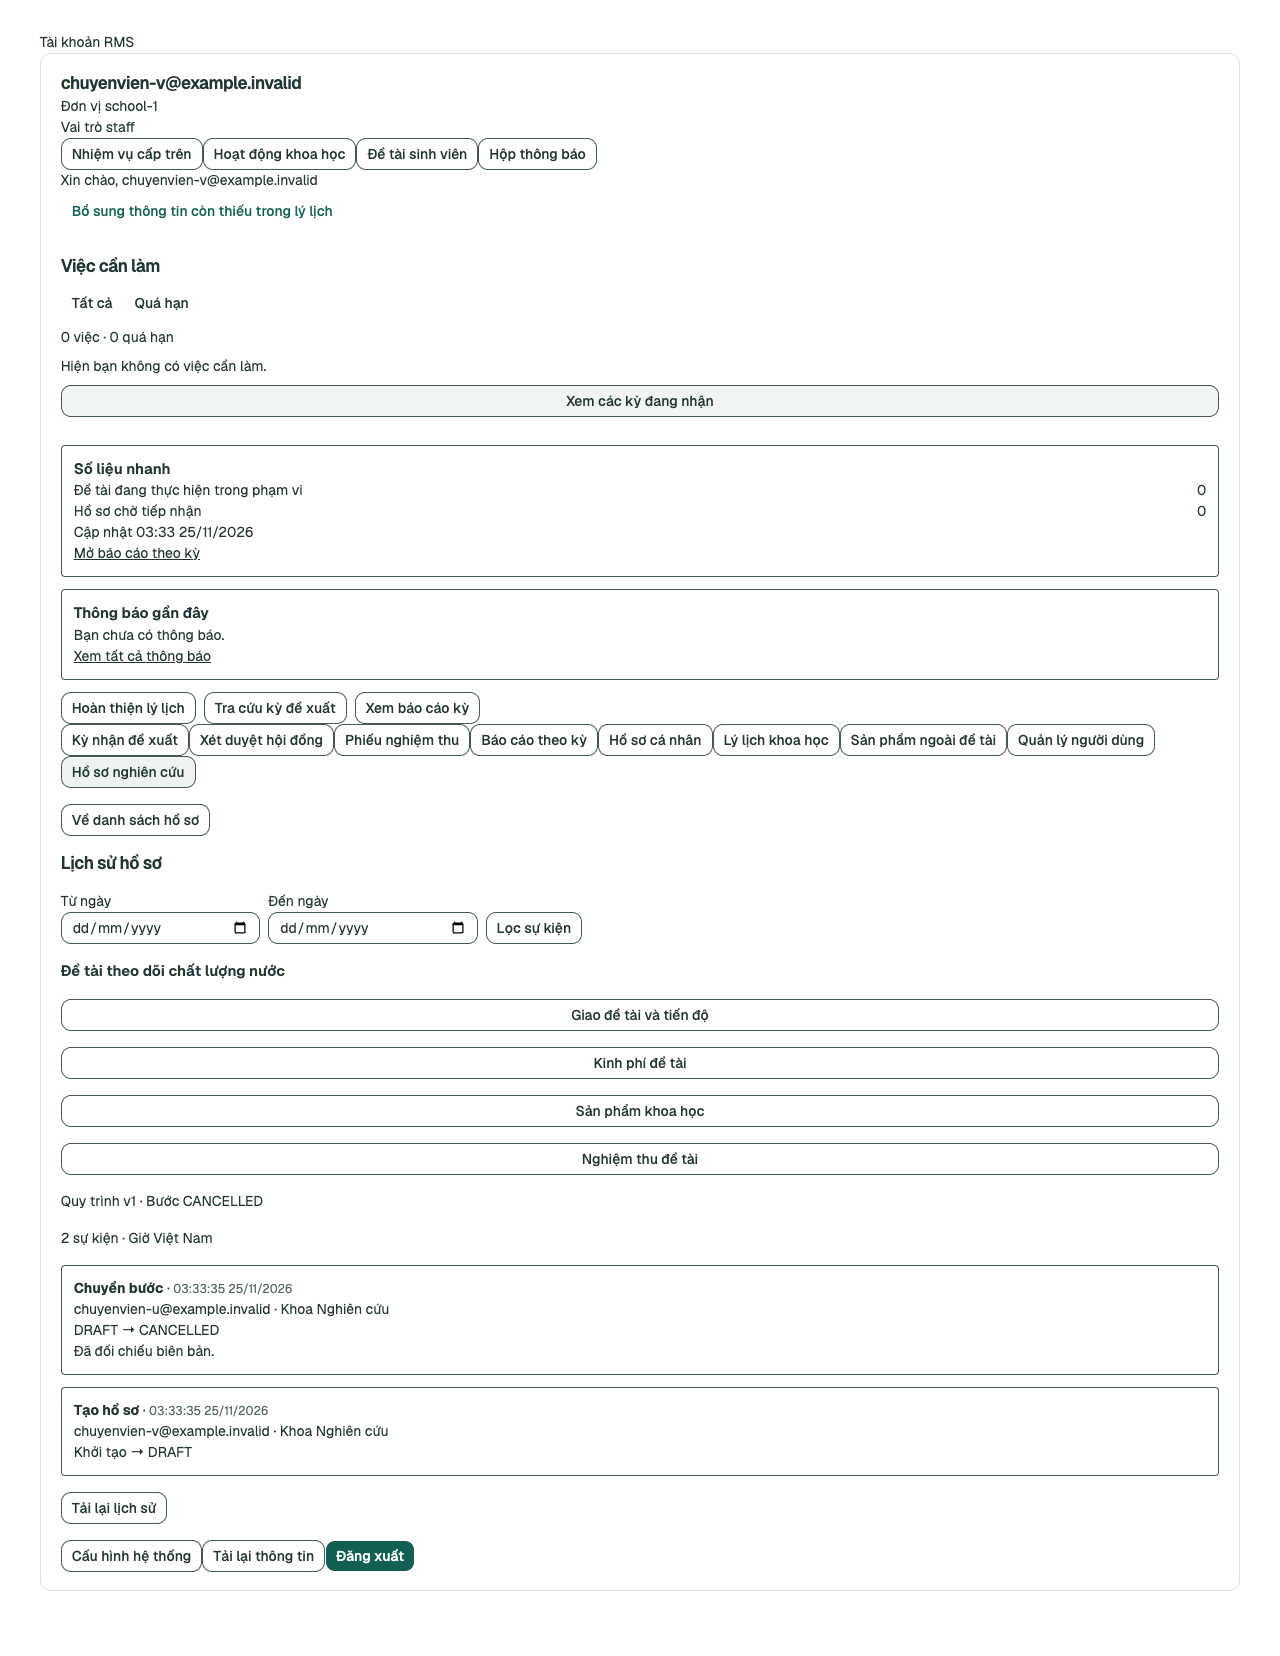 Tài khoản RMS
chuyenvien-v@example.invalid
Đơn vị school-1
Vai trò staff
Nhiệm vụ cấp trên Hoạt động khoa học Đề tài sinh viên Hộp thông báo
Xin chào, chuyenvien-v@example.invalid
Bổ sung thông tin còn thiếu trong lý lịch
Việc cần làm
Tất cả Quá hạn
0 việc · 0 quá hạn
Hiện bạn không có việc cần làm.
Xem các kỳ đang nhận
Số liệu nhanh
Đề tài đang thực hiện trong phạm vi 0
Hồ sơ chờ tiếp nhận 0
Cập nhật 03:33 25/11/2026
Mở báo cáo theo kỳ
Thông báo gần đây
Bạn chưa có thông báo.
Xem tất cả thông báo
Hoàn thiện lý lịch Tra cứu kỳ đề xuất Xem báo cáo kỳ
Kỳ nhận đề xuất Xét duyệt hội đồng Phiếu nghiệm thu Báo cáo theo kỳ Hồ sơ cá nhân Lý lịch khoa học Sản phẩm ngoài đề tài Quản lý người dùng
Hồ sơ nghiên cứu
Về danh sách hồ sơ
Lịch sử hồ sơ
Từ ngày Đến ngày
dd/mm/yyyy dd/mm/yyyy Lọc sự kiện
Đề tài theo dõi chất lượng nước
Giao đề tài và tiến độ
Kinh phí đề tài
Sản phẩm khoa học
Nghiệm thu đề tài
Quy trình v1 · Bước CANCELLED
2 sự kiện · Giờ Việt Nam
Chuyển bước · 03:33:35 25/11/2026
chuyenvien-u@example.invalid · Khoa Nghiên cứu
DRAFT → CANCELLED
Đã đối chiếu biên bản.
Tạo hồ sơ · 03:33:35 25/11/2026
chuyenvien-v@example.invalid · Khoa Nghiên cứu
Khởi tạo → DRAFT
Tải lại lịch sử
Cấu hình hệ thống Tải lại thông tin Đăng xuất